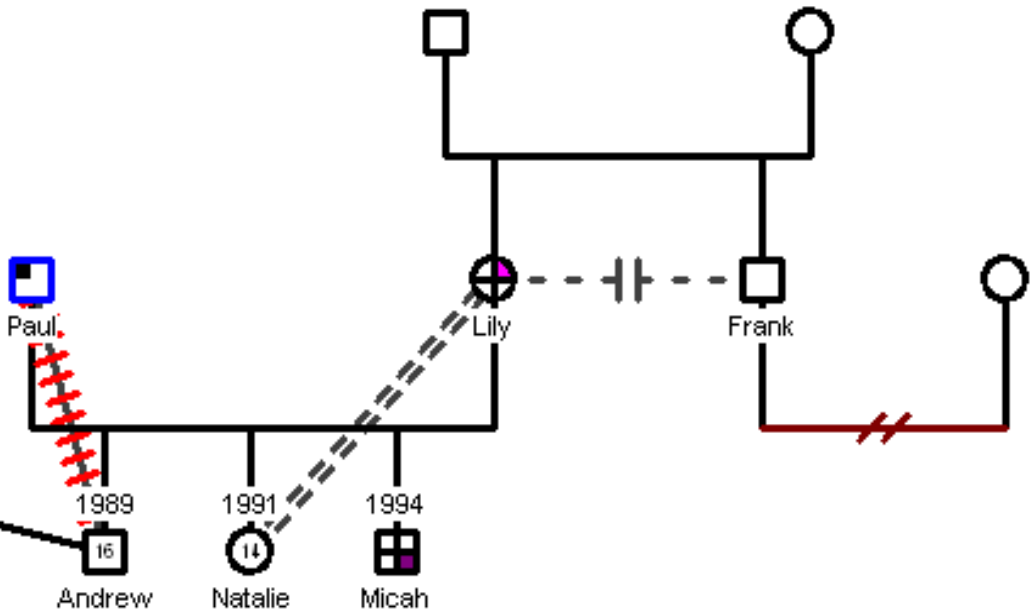 Paul
Lily
Frank
1989
1991
1994
16
14
Andrew
Natalie
Micah